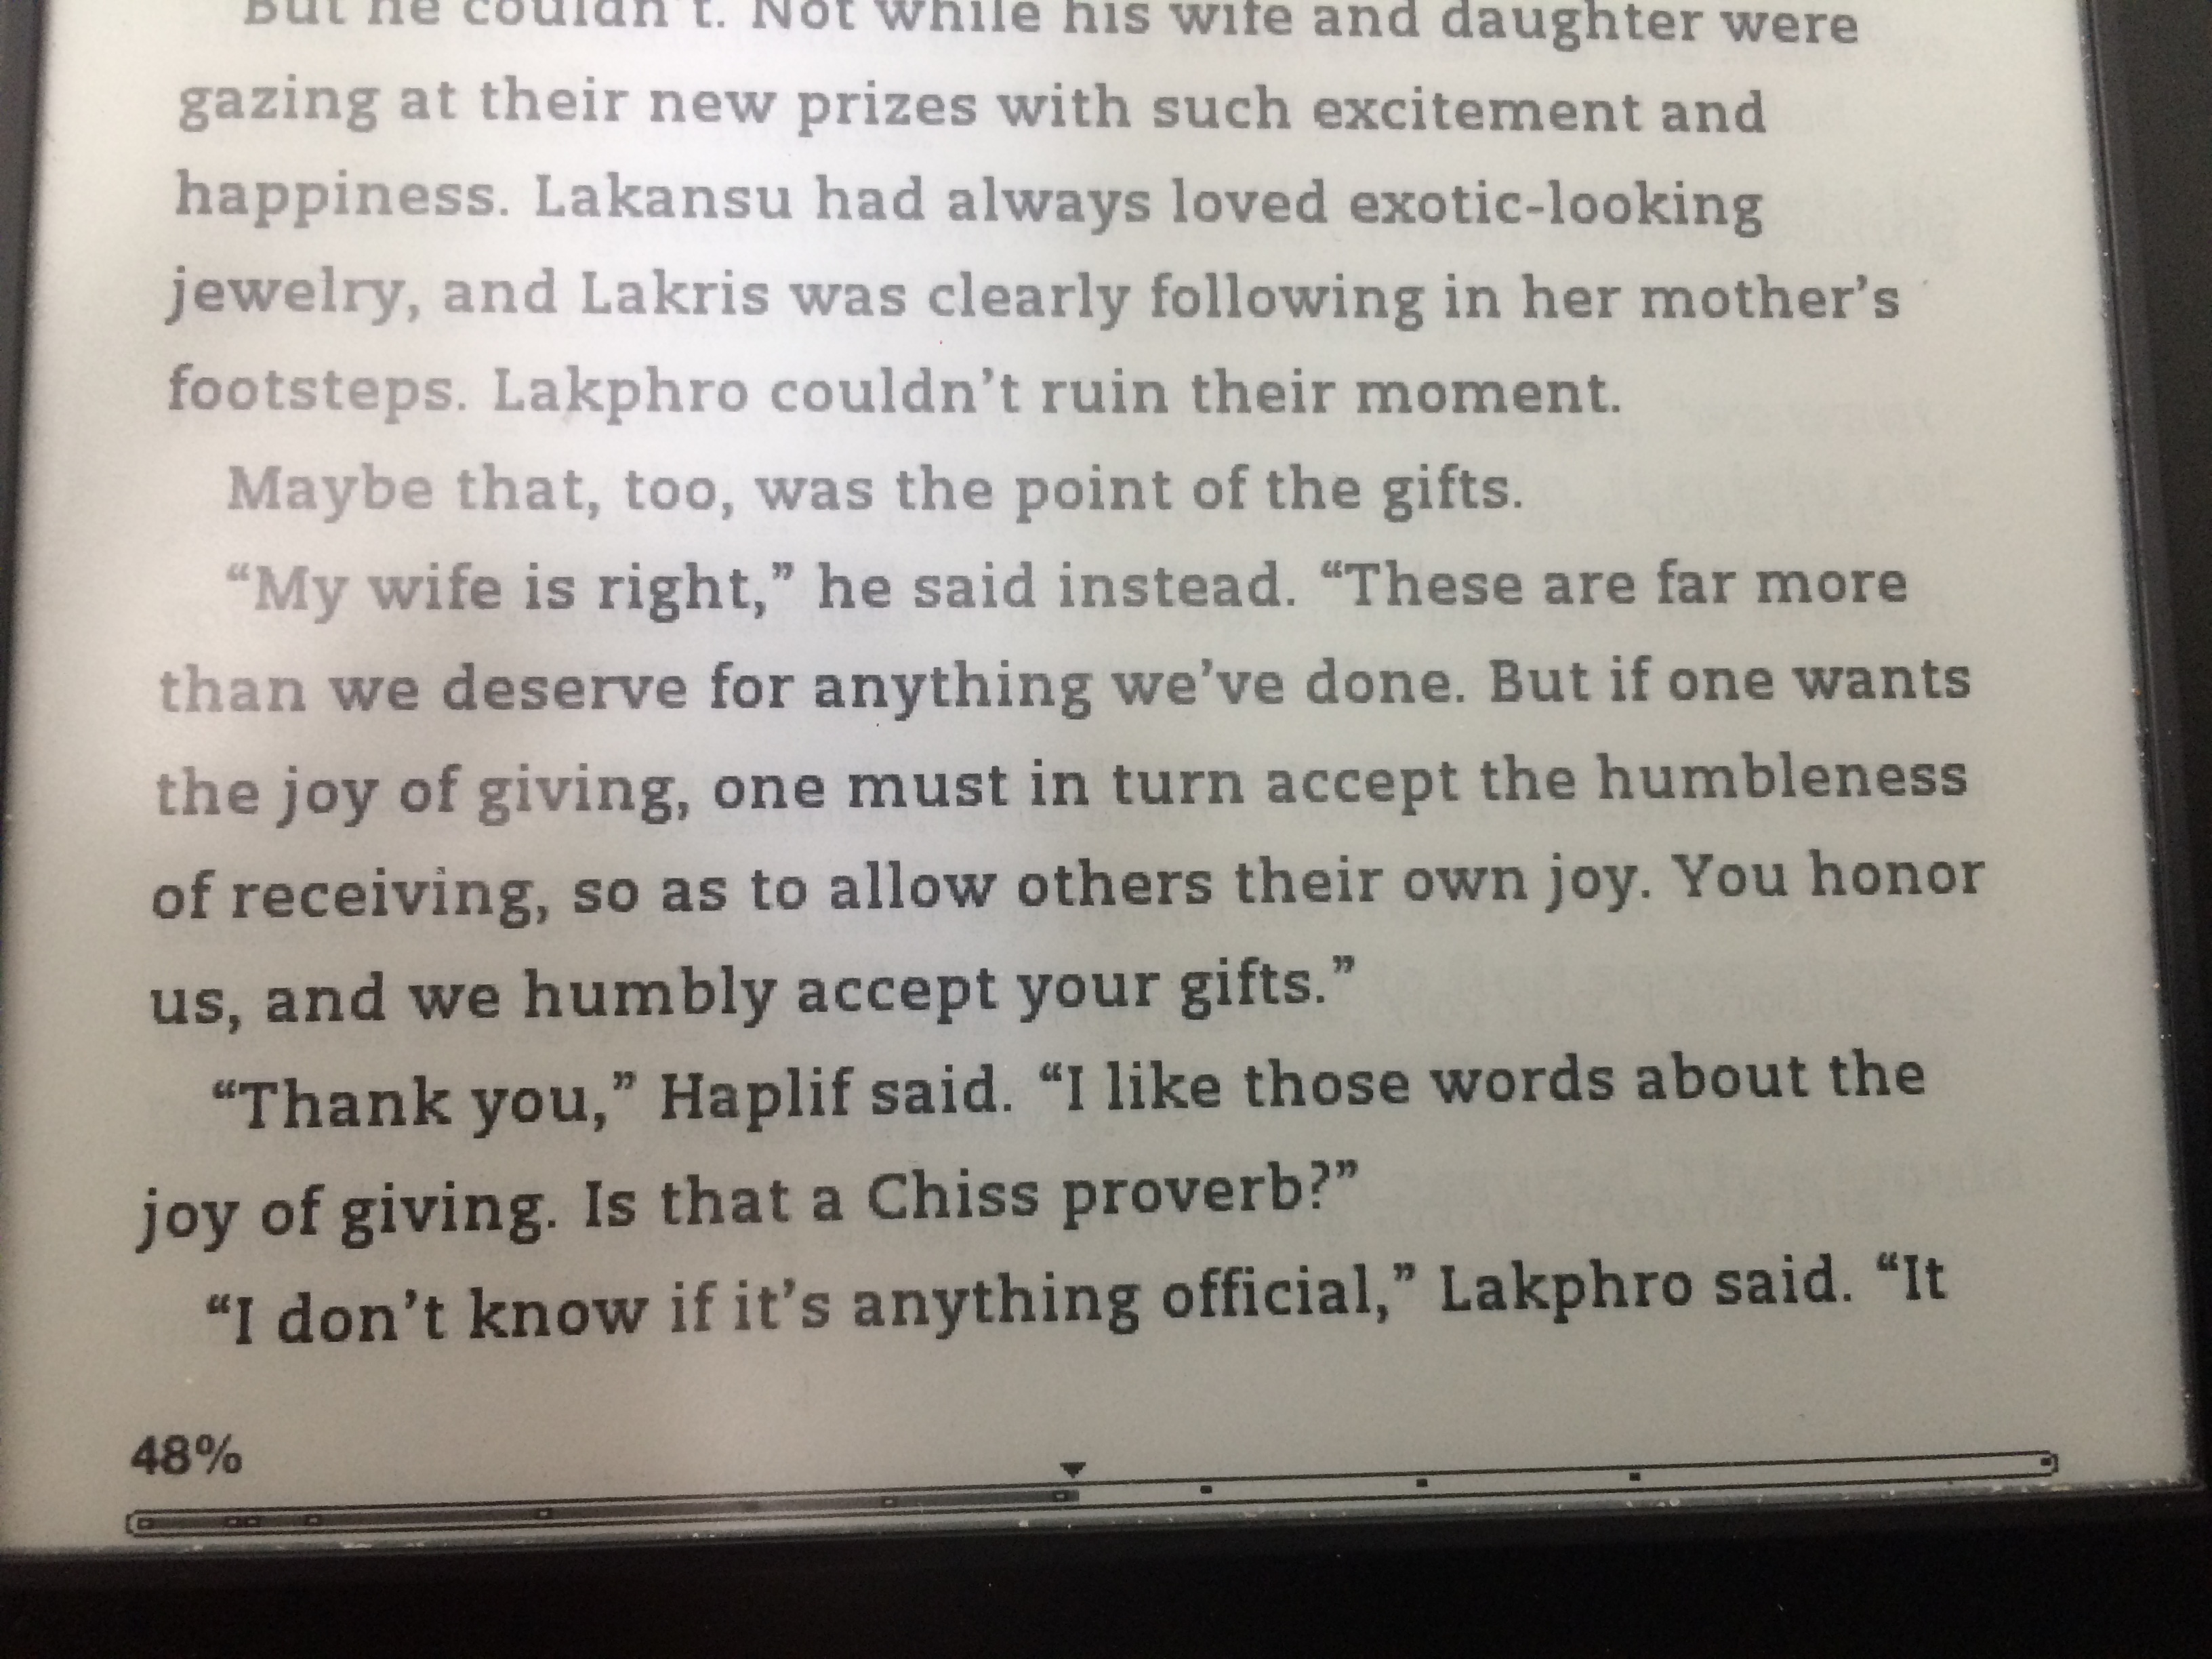 But he couldn't. Not while his wife and daughter were
gazing at their new prizes with such excitement and
happiness. Lakansu had always loved exotic-looking
jewelry, and Lakris was clearly following in her mother’s
footsteps. Lakphro couldn’t ruin their moment.
Maybe that, too, was the point of the gifts.
“My wife is right,” he said instead. “These are far more
than we deserve for anything we’ve done. But if one wants
the joy of giving, one must in turn accept the humbleness
of receiving, so as to allow others their own joy. You honor
us, and we humbly accept your gifts.”
“Thank you,” Haplif said. “I like those words about the
joy of giving. Is that a Chiss proverb?”
“I don’t know if it’s anything official,” Lakphro said. “It
48%